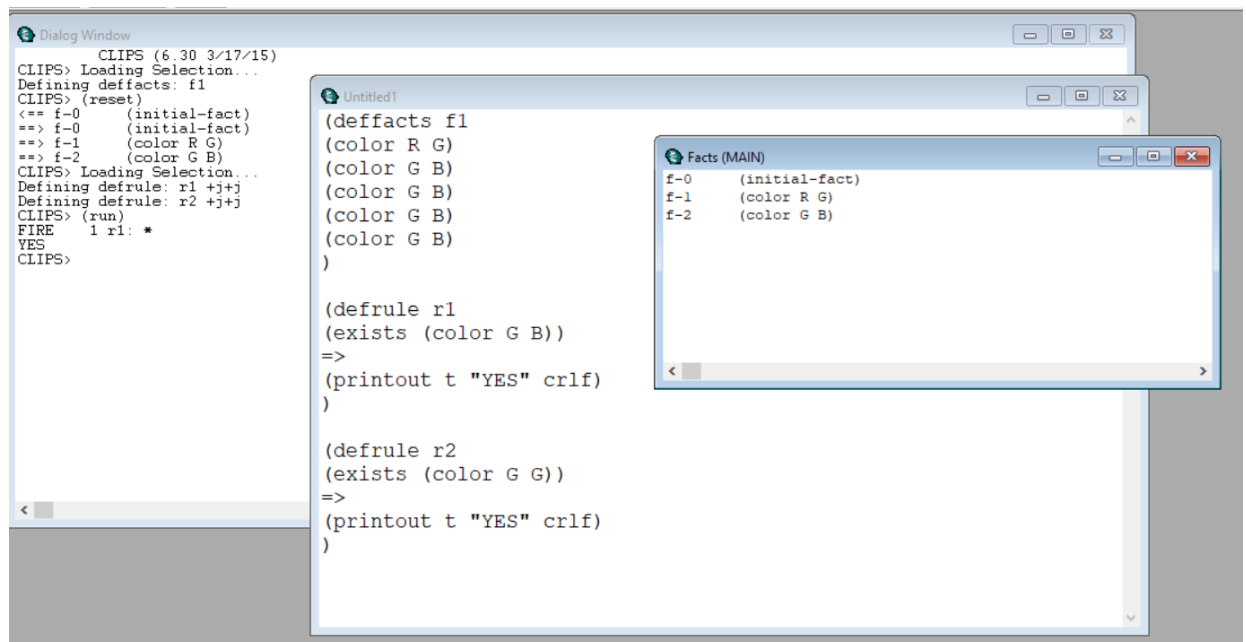 Dialog Window
CLIPS (6.30 3/17/15)
CLIPS> Loading Selection...
Defining deffacts: f1
CLIPS> (reset)
<== f-0 (initial-fact)
==> f-0 (initial-fact)
==> f-1 (color R G)
==> f-2 (color G B)
CLIPS> Loading Selection...
Defining defrule: r1 +j+j
Defining defrule: r2 +j+j
CLIPS> (run)
FIRE 1 r1: *
YES
CLIPS>
Untitled1
(deffacts f1
(color R G)
(color G B)
(color G B)
(color G B)
(color G B)
)
(defrule r1
(exists (color G B))
=>
(printout t "YES" crlf)
)
(defrule r2
(exists (color G G))
=>
(printout t "YES" crlf)
)
Facts (MAIN)
f-0 (initial-fact)
f-1 (color R G)
f-2 (color G B)